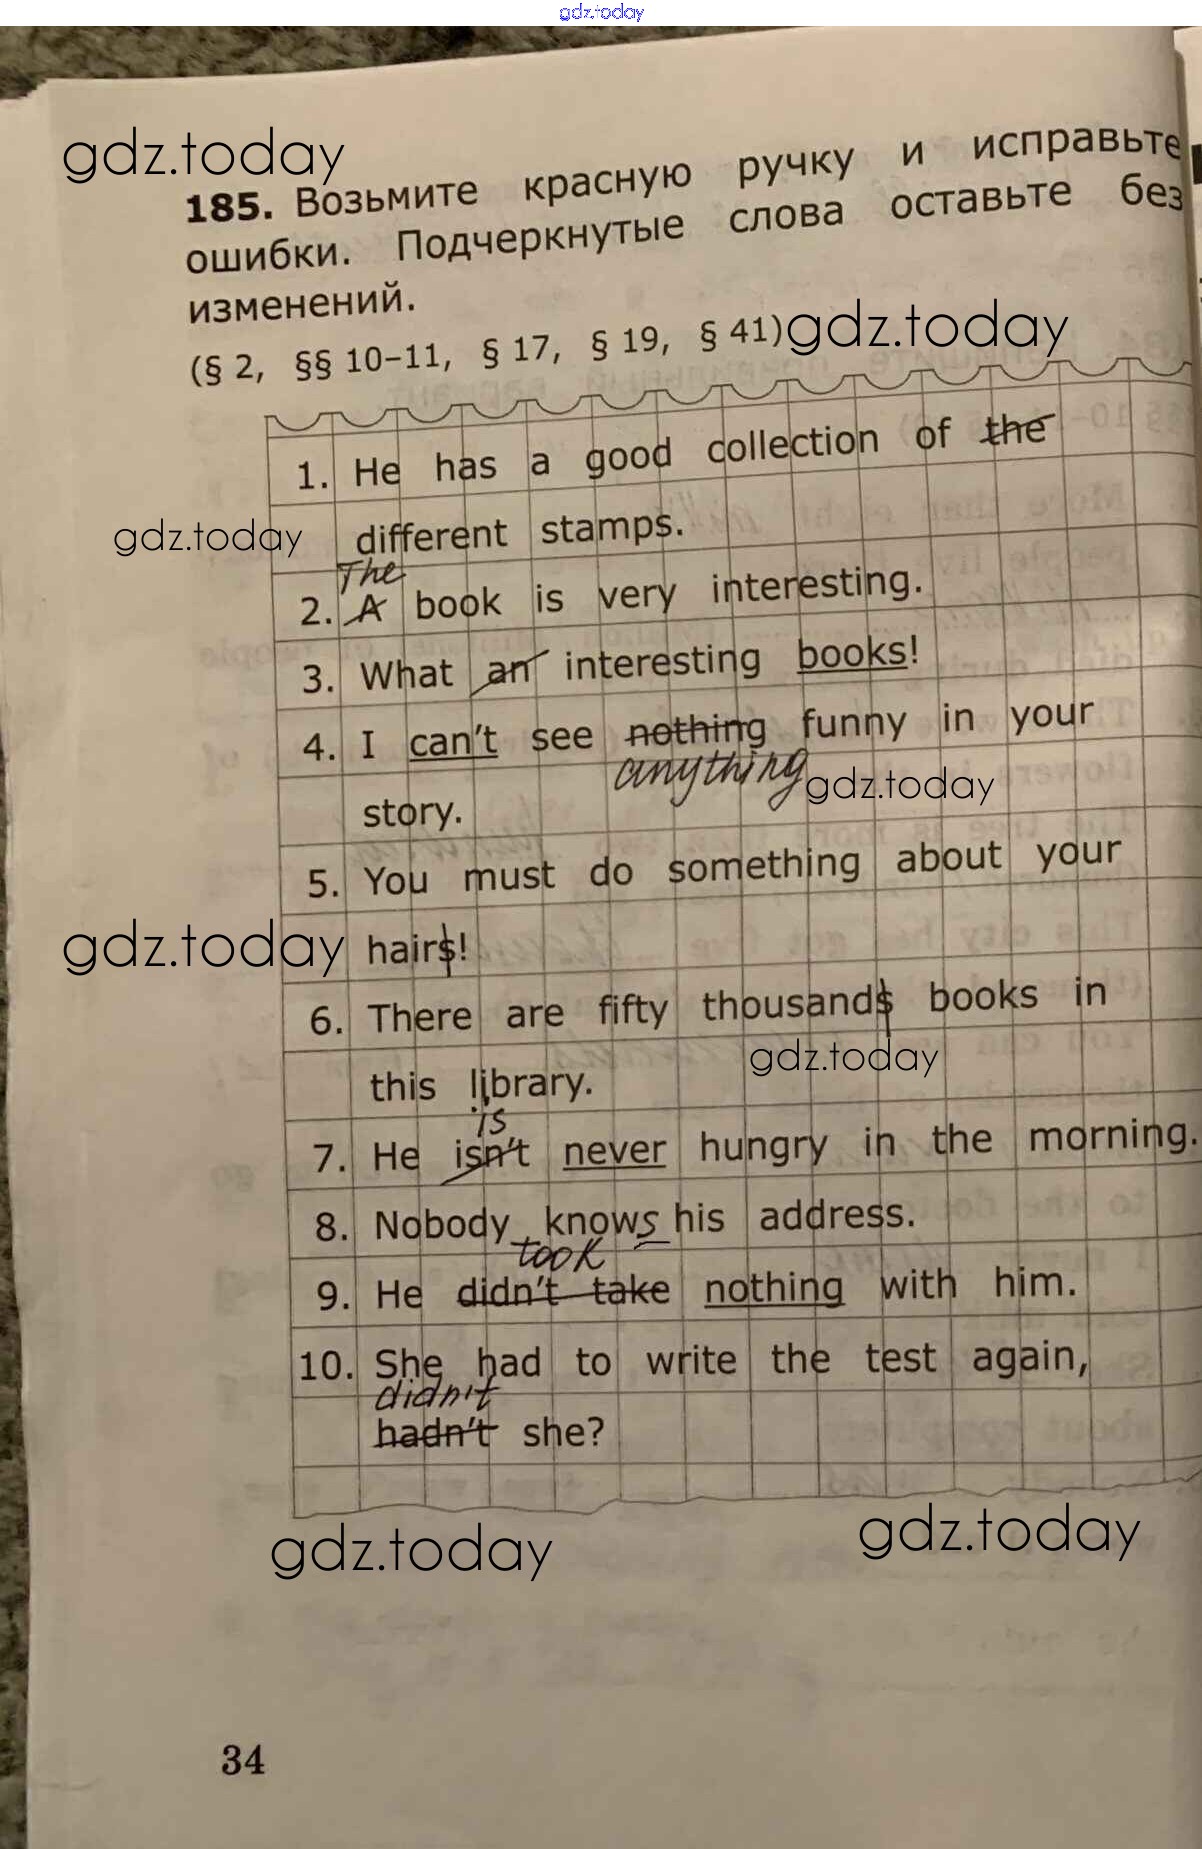 gdz.today
gdz.today
185. Возьмите красную ручку и исправьте
ошибки. Подчеркнутые слова оставьте без
изменений.
(§ 2, §§ 10–11, § 17, § 19, § 41)
gdz.today
1. He has a good collection of the
different stamps.
gdz.today
The
2. A book is very interesting.
3. What an interesting books!
4. I can't see nothing funny in your
anything
gdz.today
story.
5. You must do something about your
gdz.today
hairs!
6. There are fifty thousands books in
gdz.today
this library.
is
7. He isn't never hungry in the morning.
8. Nobody knows his address.
took
9. He didn't take nothing with him.
10. She had to write the test again,
didn't
hadn't she?
gdz.today
gdz.today
34